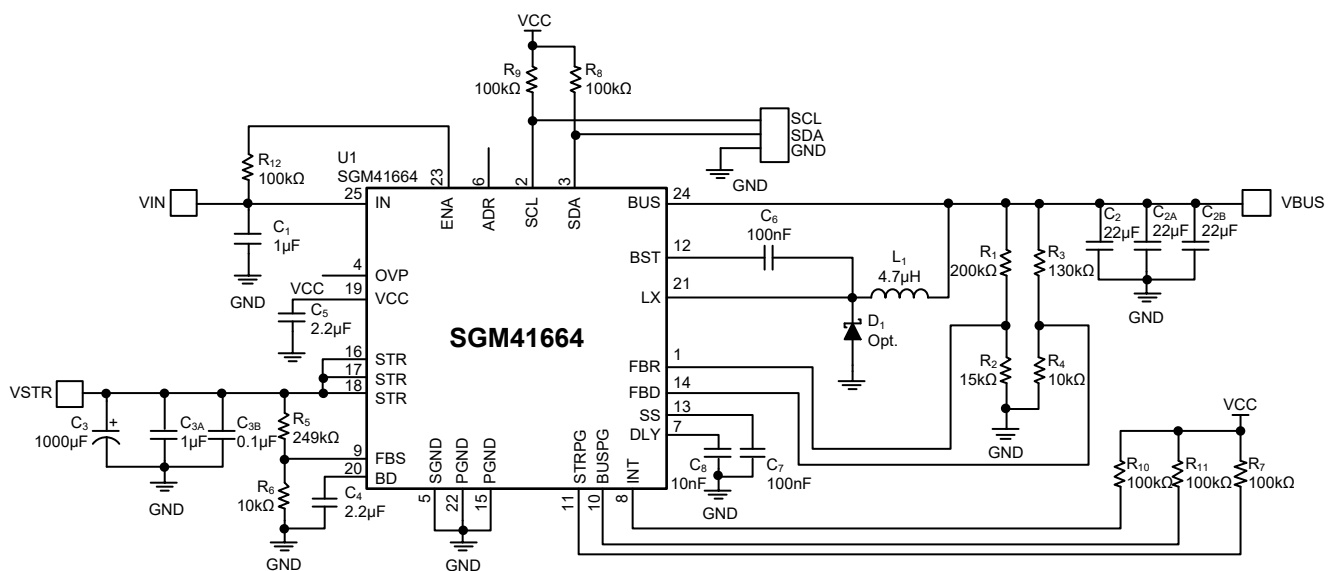 VCC
R9
100kΩ
R8
100kΩ
SCL
SDA
GND
GND
R12
100kΩ
U1
SGM41664
23
6
2
3
VIN
25
IN
ENA
ADR
SCL
SDA
BUS
24
VBUS
C1
1µF
GND
C6
100nF
12
BST
L1
4.7µH
21
LX
R1
200kΩ
R3
130kΩ
C2
22µF
C2A
22µF
C2B
22µF
GND
4
OVP
VCC
19
VCC
C5
2.2µF
SGM41664
D1
Opt.
16
STR
17
STR
18
STR
1
FBR
14
FBD
13
SS
7
DLY
R2
15kΩ
R4
10kΩ
GND
VSTR
C3
+
1000µF
C3A
1µF
C3B
0.1µF
R5
249kΩ
9
FBS
20
BD
GND
R6
10kΩ
C4
2.2µF
GND
SGND
PGND
PGND
5
22
15
GND
STRPG
BUSPG
INT
11
10
8
C8
10nF
C7
100nF
GND
VCC
R10
100kΩ
R11
100kΩ
R7
100kΩ